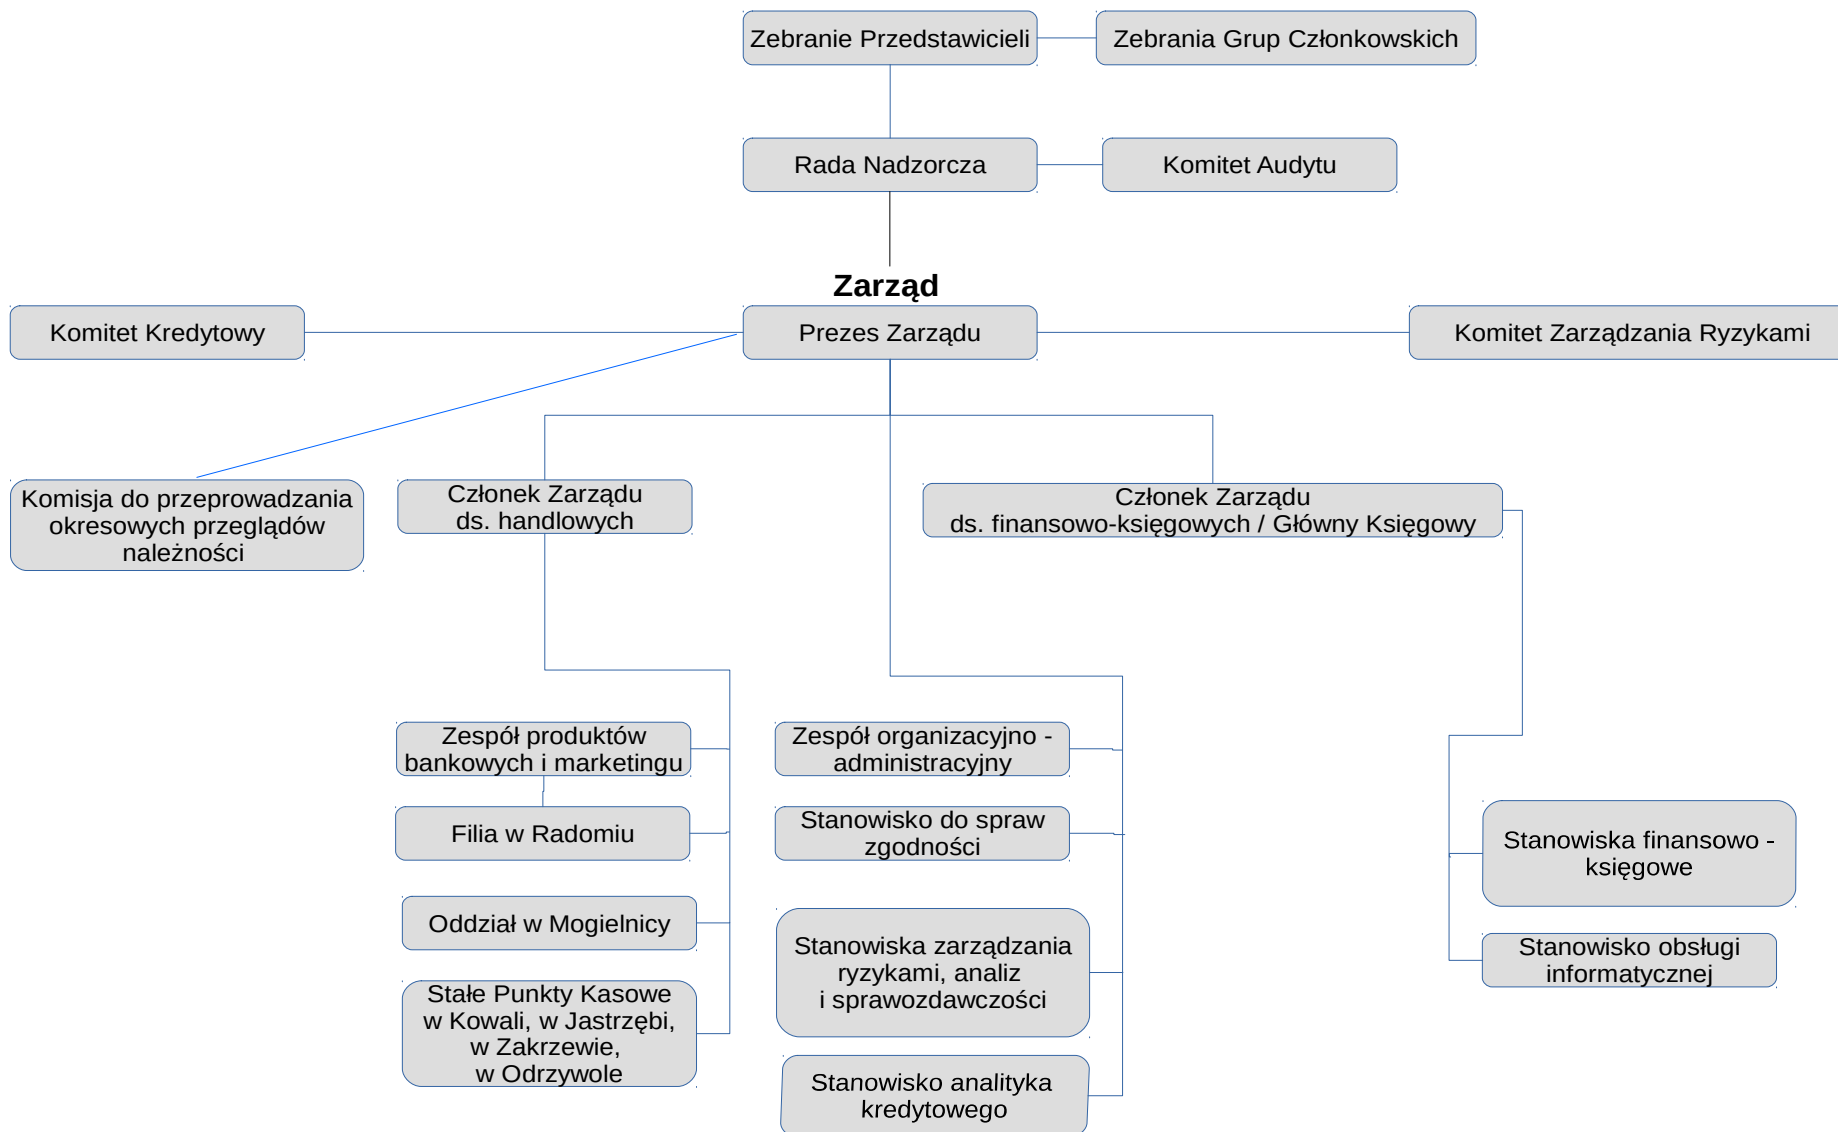 Zebranie Przedstawicieli
Zebrania Grup Członkowskich
Rada Nadzorcza
Komitet Audytu
Zarząd
Komitet Kredytowy
Prezes Zarządu
Komitet Zarządzania Ryzykami
Komisja do przeprowadzania
okresowych przeglądów
należności
Członek Zarządu
ds. handlowych
Członek Zarządu
ds. finansowo-księgowych / Główny Księgowy
Zespół produktów
bankowych i marketingu
Filia w Radomiu
Oddział w Mogielnicy
Stałe Punkty Kasowe
w Kowali, w Jastrzębi,
w Zakrzewie,
w Odrzywole
Zespół organizacyjno -
administracyjny
Stanowisko do spraw
zgodności
Stanowiska zarządzania
ryzykami, analiz
i sprawozdawczości
Stanowisko analityka
kredytowego
Stanowiska finansowo -
księgowe
Stanowisko obsługi
informatycznej